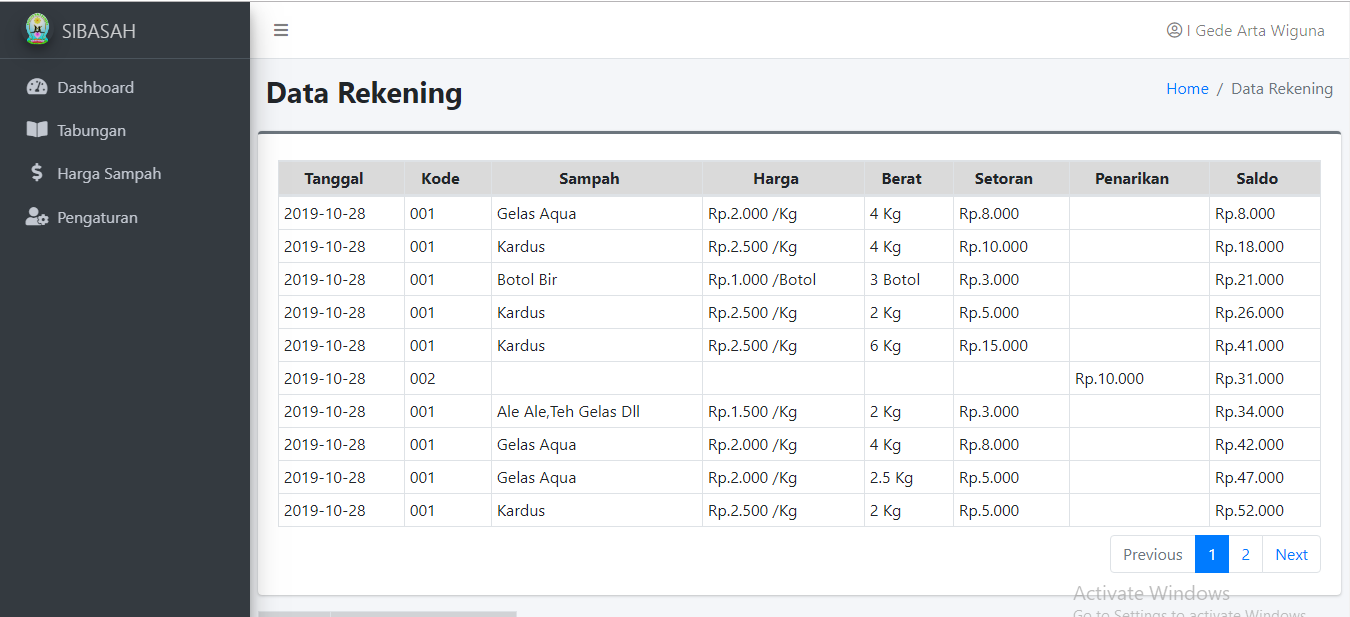 SIBASAH
I Gede Arta Wiguna
Dashboard
Tabungan
Harga Sampah
Pengaturan
Data Rekening
Home / Data Rekening
Tanggal Kode Sampah Harga Berat Setoran Penarikan Saldo
2019-10-28 001 Gelas Aqua Rp.2.000 /Kg 4 Kg Rp.8.000 Rp.8.000
2019-10-28 001 Kardus Rp.2.500 /Kg 4 Kg Rp.10.000 Rp.18.000
2019-10-28 001 Botol Bir Rp.1.000 /Botol 3 Botol Rp.3.000 Rp.21.000
2019-10-28 001 Kardus Rp.2.500 /Kg 2 Kg Rp.5.000 Rp.26.000
2019-10-28 001 Kardus Rp.2.500 /Kg 6 Kg Rp.15.000 Rp.41.000
2019-10-28 002 Rp.10.000 Rp.31.000
2019-10-28 001 Ale Ale,Teh Gelas Dll Rp.1.500 /Kg 2 Kg Rp.3.000 Rp.34.000
2019-10-28 001 Gelas Aqua Rp.2.000 /Kg 4 Kg Rp.8.000 Rp.42.000
2019-10-28 001 Gelas Aqua Rp.2.000 /Kg 2.5 Kg Rp.5.000 Rp.47.000
2019-10-28 001 Kardus Rp.2.500 /Kg 2 Kg Rp.5.000 Rp.52.000
Previous 1 2 Next
Activate Windows
Go to Settings to activate Windows.